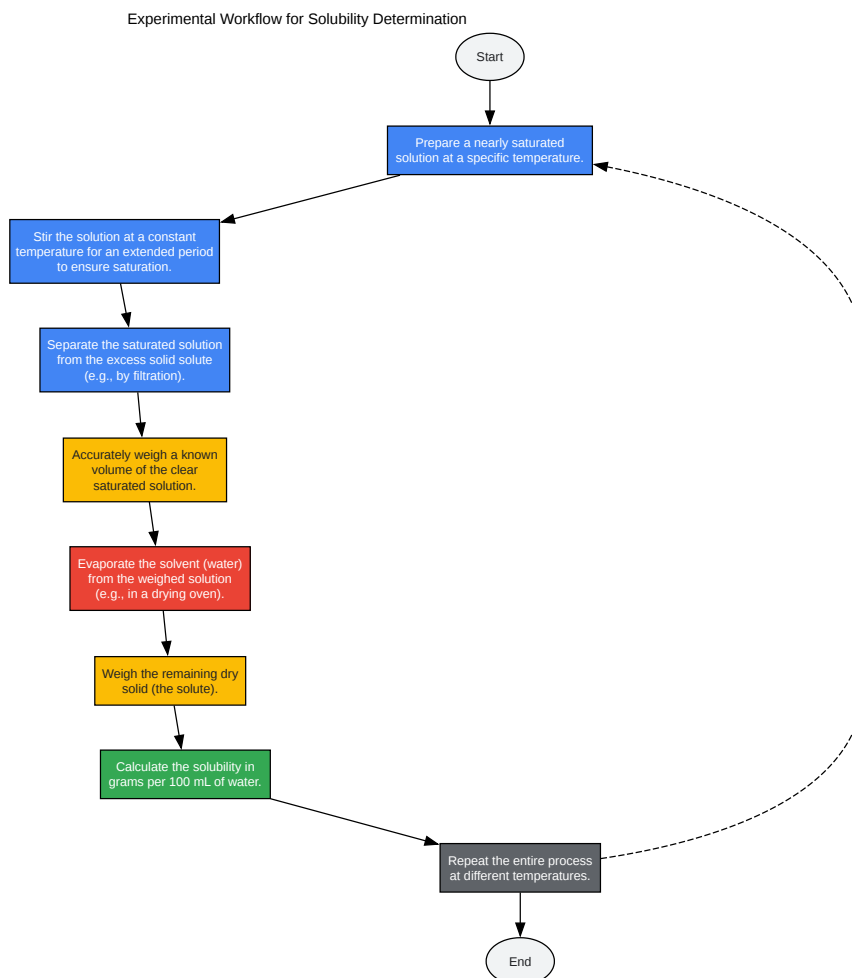 Experimental Workflow for Solubility Determination
Start
Prepare a nearly saturated
solution at a specific temperature.
Stir the solution at a constant
temperature for an extended period
to ensure saturation.
Separate the saturated solution
from the excess solid solute
(e.g., by filtration).
Accurately weigh a known
volume of the clear
saturated solution.
Evaporate the solvent (water)
from the weighed solution
(e.g., in a drying oven).
Weigh the remaining dry
solid (the solute).
Calculate the solubility in
grams per 100 mL of water.
Repeat the entire process
at different temperatures.
End